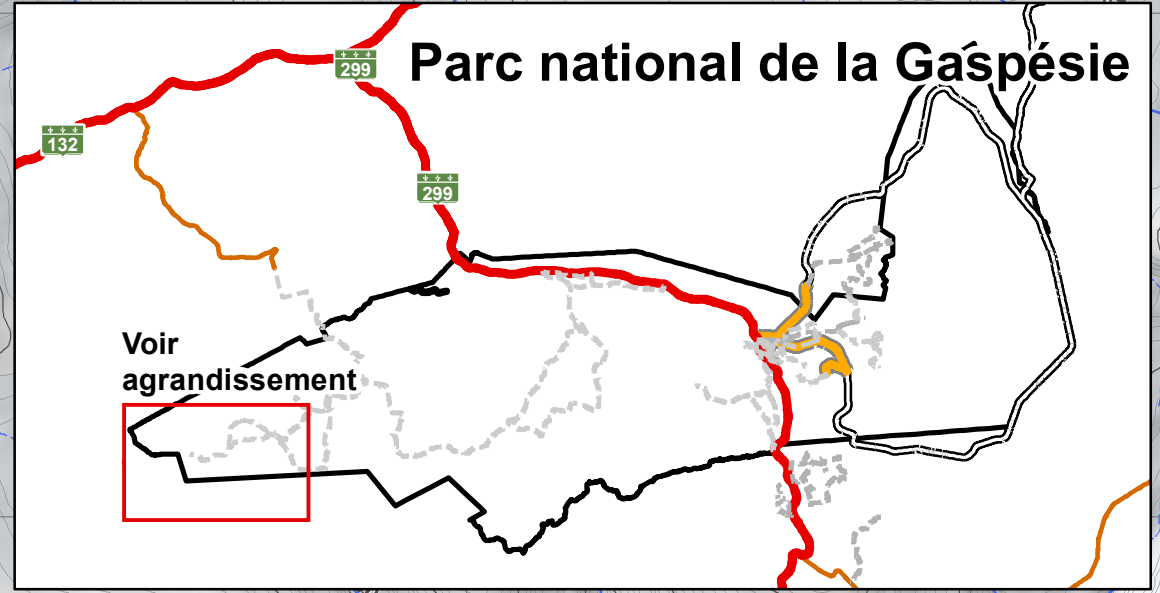 Parc national de la Gaspésie
299
132
299
Voir
agrandissement